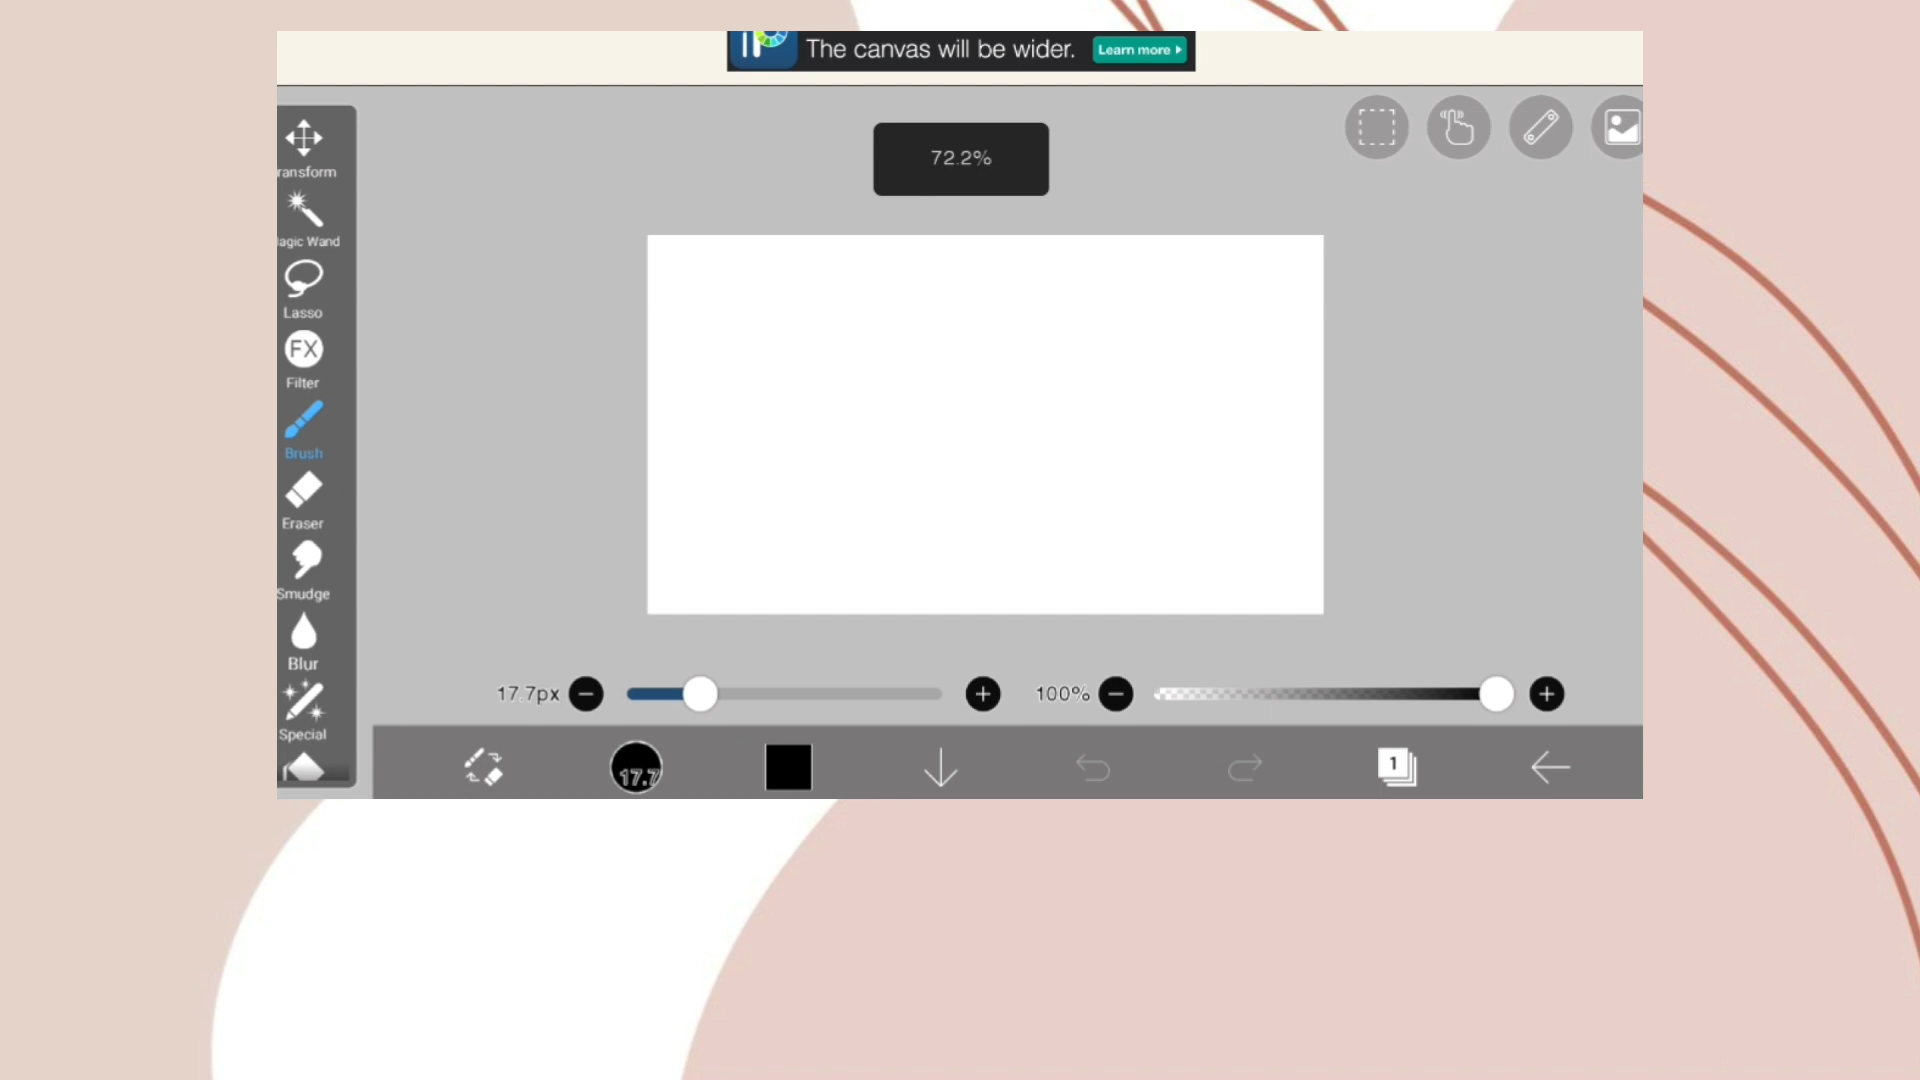 The canvas will be wider.
Learn more
72.2%
ransform
agic Wand
Lasso
FX
Filter
Brush
Eraser
Smudge
Blur
Special
17.7px
100%
17.7
1